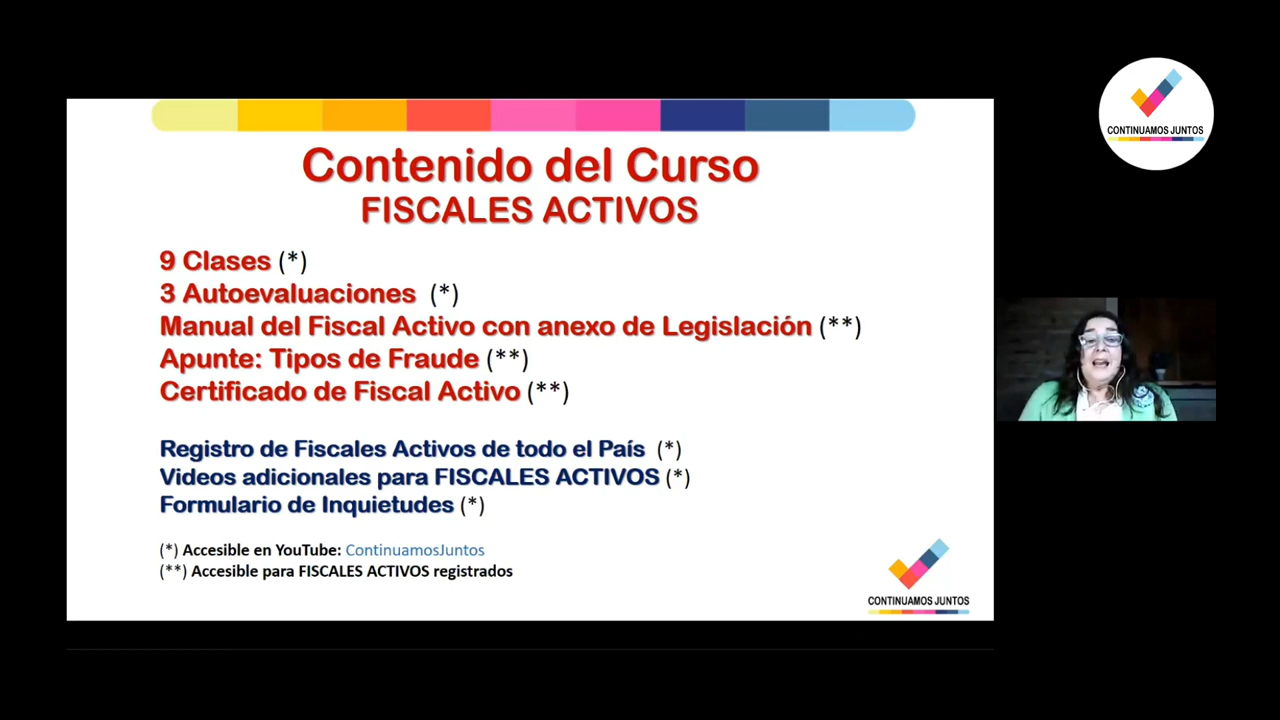 CONTINUAMOS JUNTOS
Contenido del Curso
FISCALES ACTIVOS
9 Clases (*)
3 Autoevaluaciones (*)
Manual del Fiscal Activo con anexo de Legislación (**)
Apunte: Tipos de Fraude (**)
Certificado de Fiscal Activo (**)
Registro de Fiscales Activos de todo el País (*)
Videos adicionales para FISCALES ACTIVOS (*)
Formulario de Inquietudes (*)
(*) Accesible en YouTube: ContinuamosJuntos
(**) Accesible para FISCALES ACTIVOS registrados
CONTINUAMOS JUNTOS